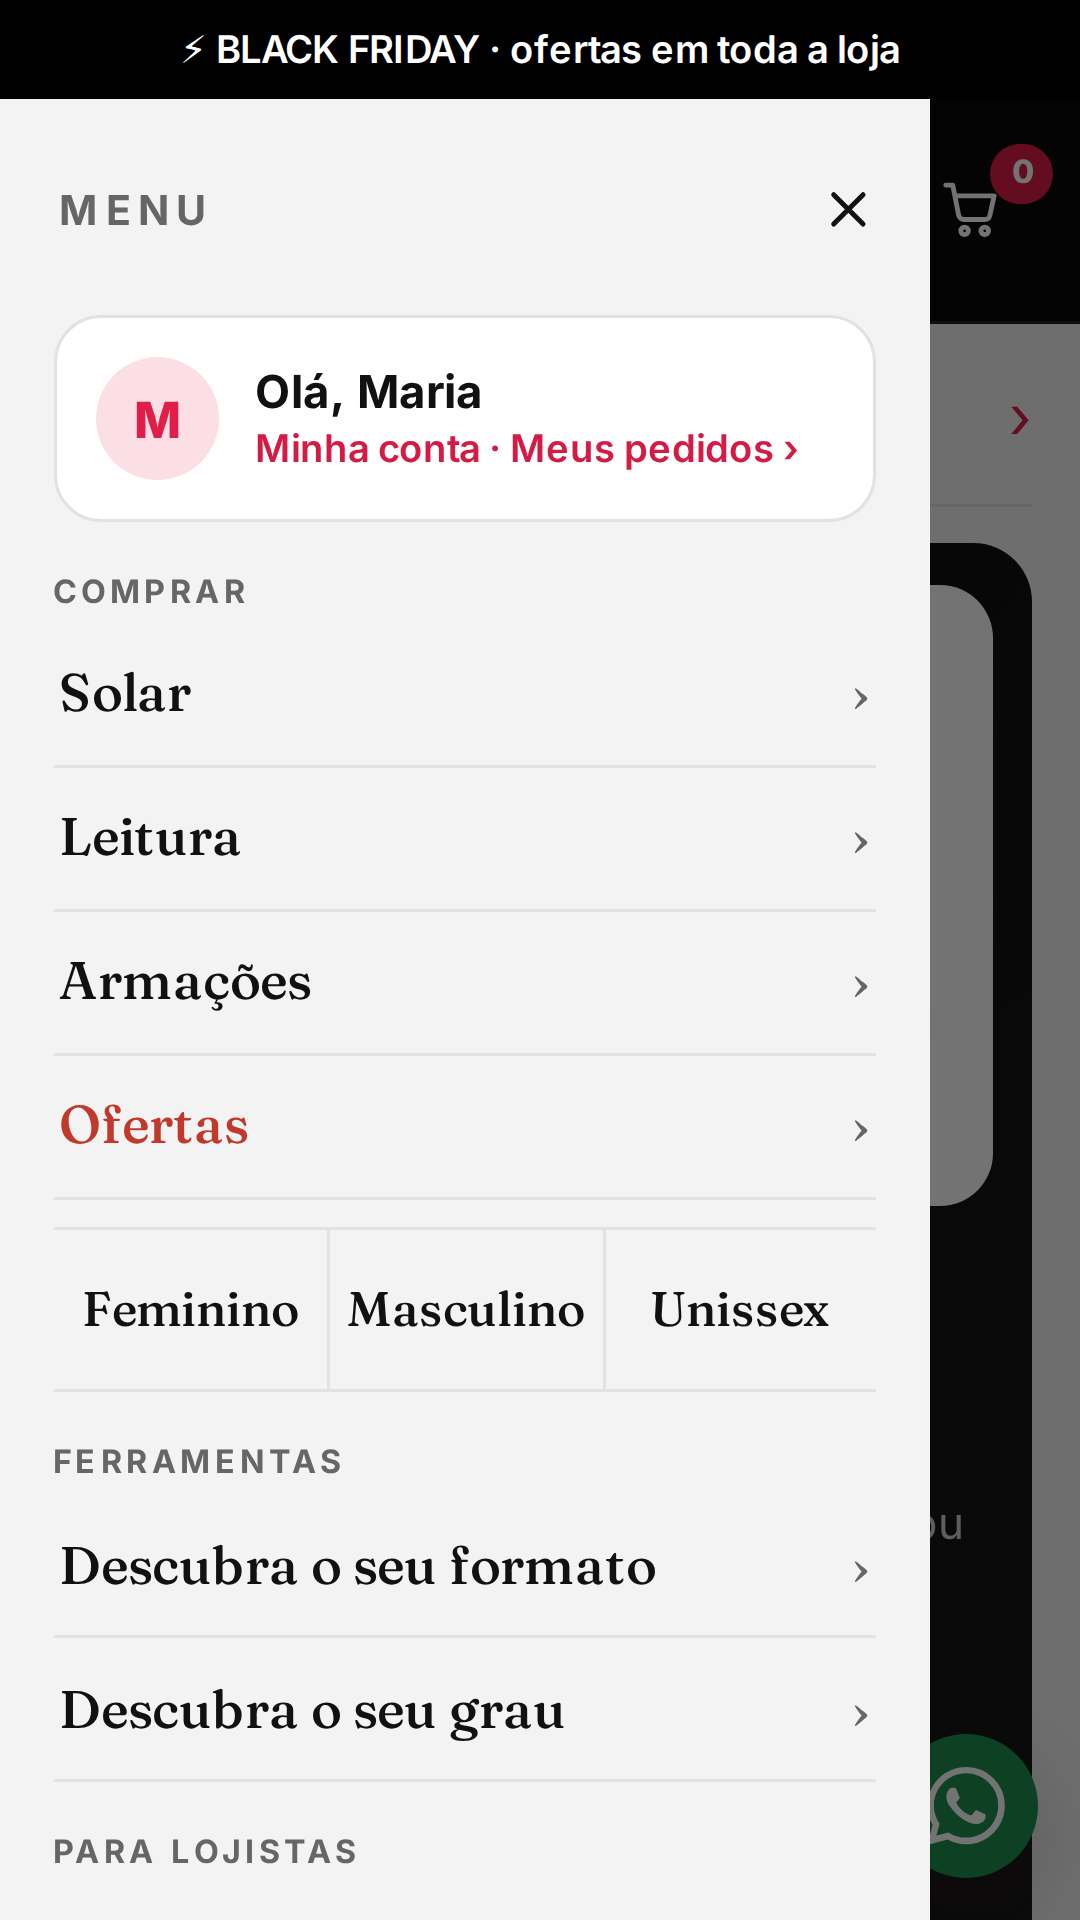 ⚡ BLACK FRIDAY · ofertas em toda a loja
MENU
0
M
Olá, Maria
Minha conta · Meus pedidos ›
COMPRAR
Solar ›
Leitura ›
Armações ›
Ofertas ›
Feminino Masculino Unissex
FERRAMENTAS
Descubra o seu formato ›
Descubra o seu grau ›
PARA LOJISTAS